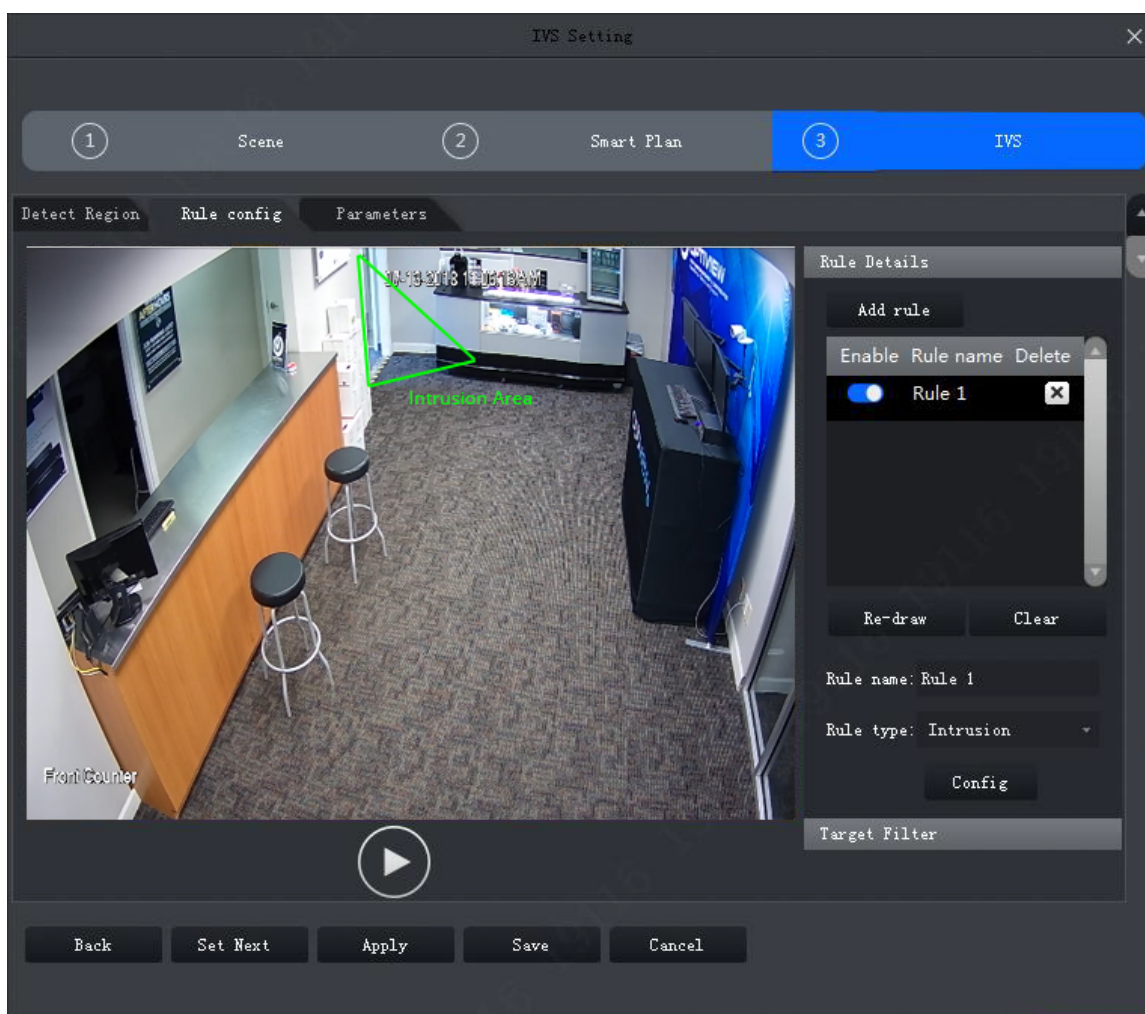 IVS Setting
1 Scene 2 Smart Plan 3 IVS
Detect Region Rule config Parameters
Rule Details
Add rule
Enable Rule name Delete
Rule 1
Intrusion Area
Re-draw Clear
Rule name: Rule 1
Rule type: Intrusion
Config
Front Counter
Target Filter
Back Set Next Apply Save Cancel